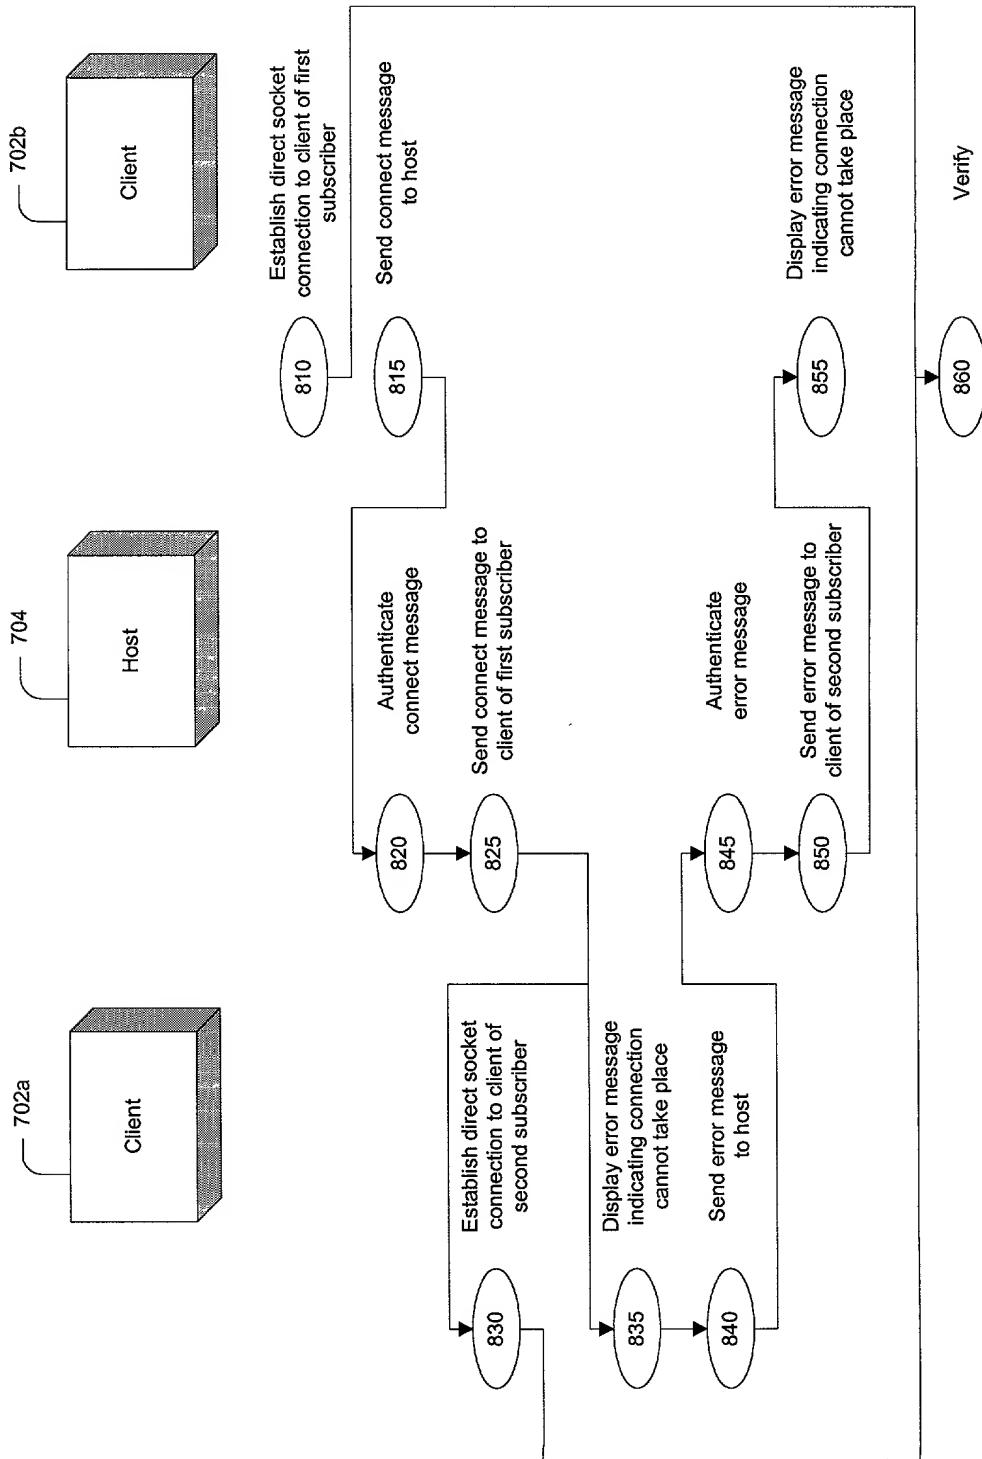 702a
Client
704
Host
702b
Client
810
Establish direct socket
connection to client of first
subscriber
815
Send connect message
to host
820
Authenticate
connect message
825
Send connect message to
client of first subscriber
830
Establish direct socket
connection to client of
second subscriber
835
Display error message
indicating connection
cannot take place
840
Send error message
to host
845
Authenticate
error message
850
Send error message to
client of second subscriber
855
Display error message
indicating connection
cannot take place
860
Verify